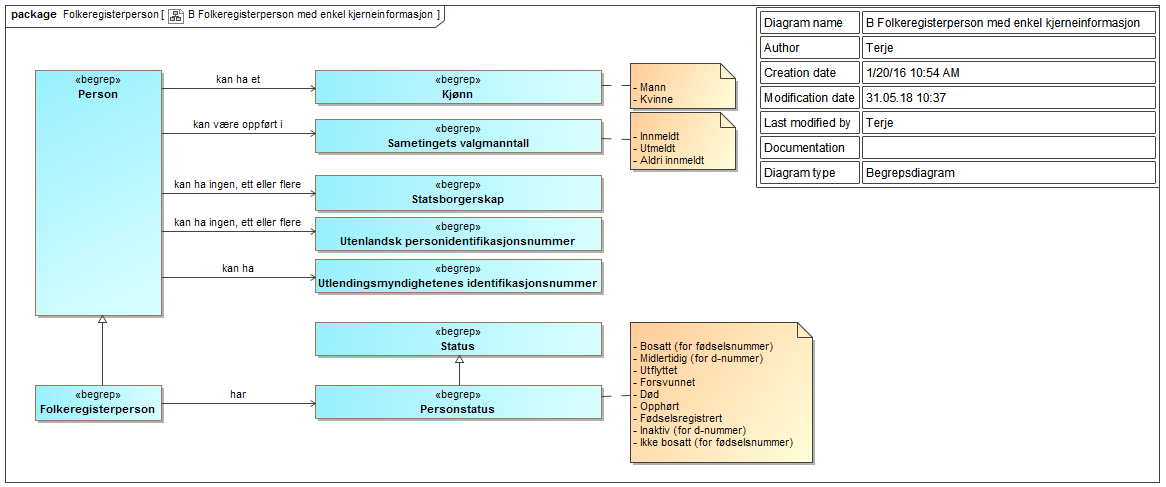 package Folkeregisterperson [ B Folkeregisterperson med enkel kjerneinformasjon ]
Diagram name B Folkeregisterperson med enkel kjerneinformasjon
Author Terje
Creation date 1/20/16 10:54 AM
Modification date 31.05.18 10:37
Last modified by Terje
Documentation
Diagram type Begrepsdiagram
«begrep»
Person
kan ha et
«begrep»
Kjønn
- Mann
- Kvinne
kan være oppført i
«begrep»
Sametingets valgmanntall
- Innmeldt
- Utmeldt
- Aldri innmeldt
kan ha ingen, ett eller flere
«begrep»
Statsborgerskap
kan ha ingen, ett eller flere
«begrep»
Utenlandsk personidentifikasjonsnummer
kan ha
«begrep»
Utlendingsmyndighetenes identifikasjonsnummer
«begrep»
Status
«begrep»
Folkeregisterperson
har
«begrep»
Personstatus
- Bosatt (for fødselsnummer)
- Midlertidig (for d-nummer)
- Utflyttet
- Forsvunnet
- Død
- Opphørt
- Fødselsregistrert
- Inaktiv (for d-nummer)
- Ikke bosatt (for fødselsnummer)